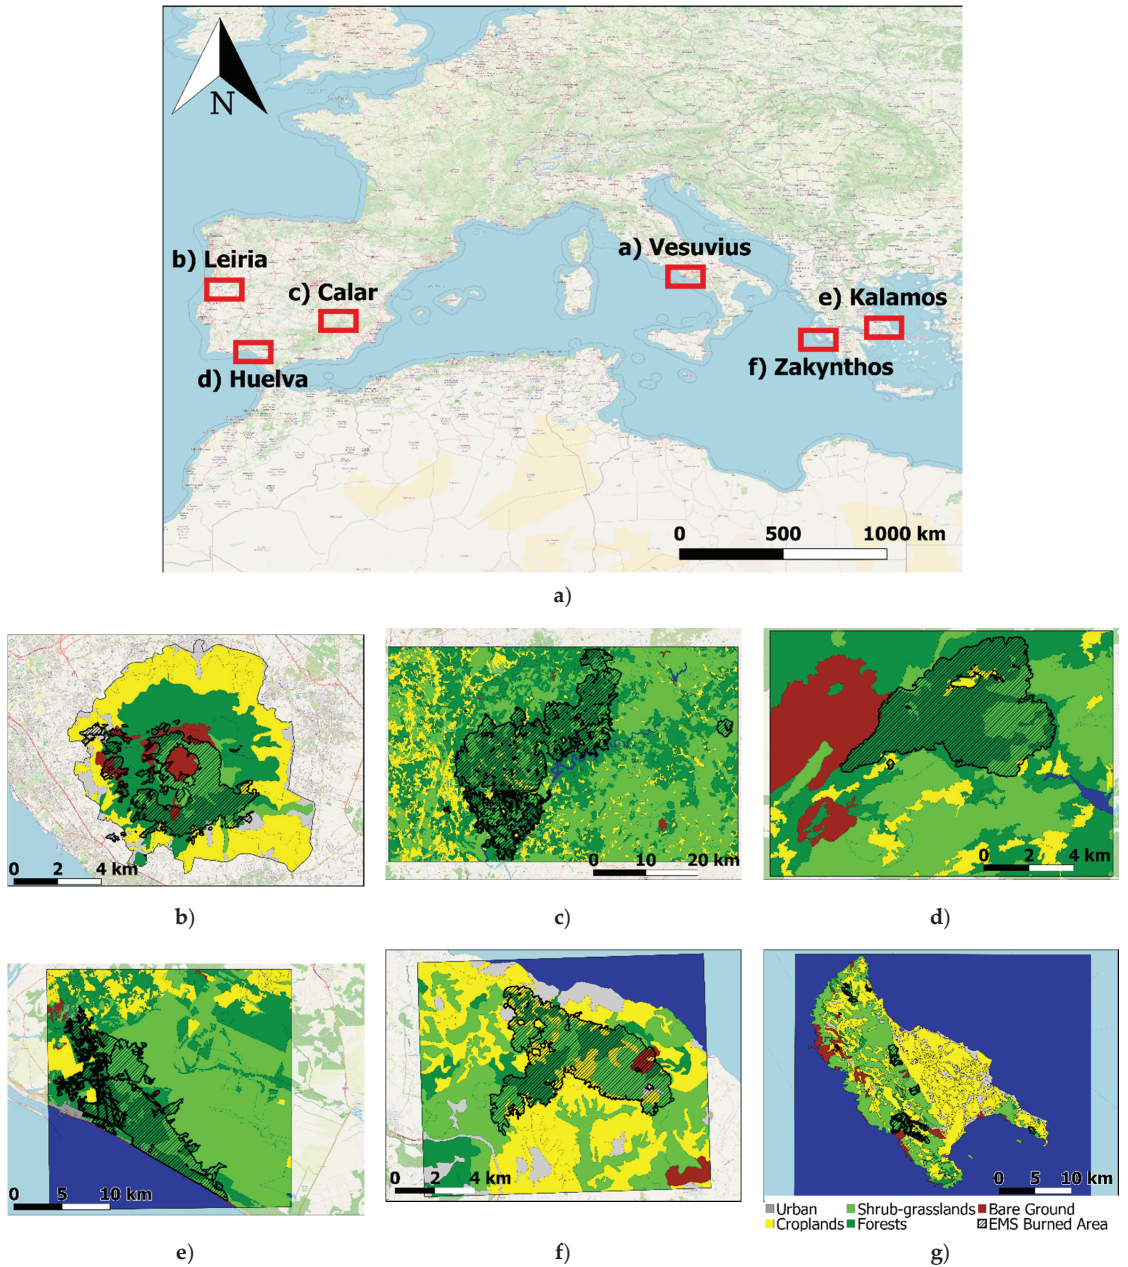 N
a) Vesuvius
b) Leiria
c) Calar
e) Kalamos
f) Zakynthos
d) Huelva
0 500 1000 km
a)
0 2 4 km
0 10 20 km
0 2 4 km
b)
c)
d)
0 5 10 km
0 2 4 km
0 5 10 km
Urban Shrub-grasslands Bare Ground
Croplands Forests EMS Burned Area
e)
f)
g)